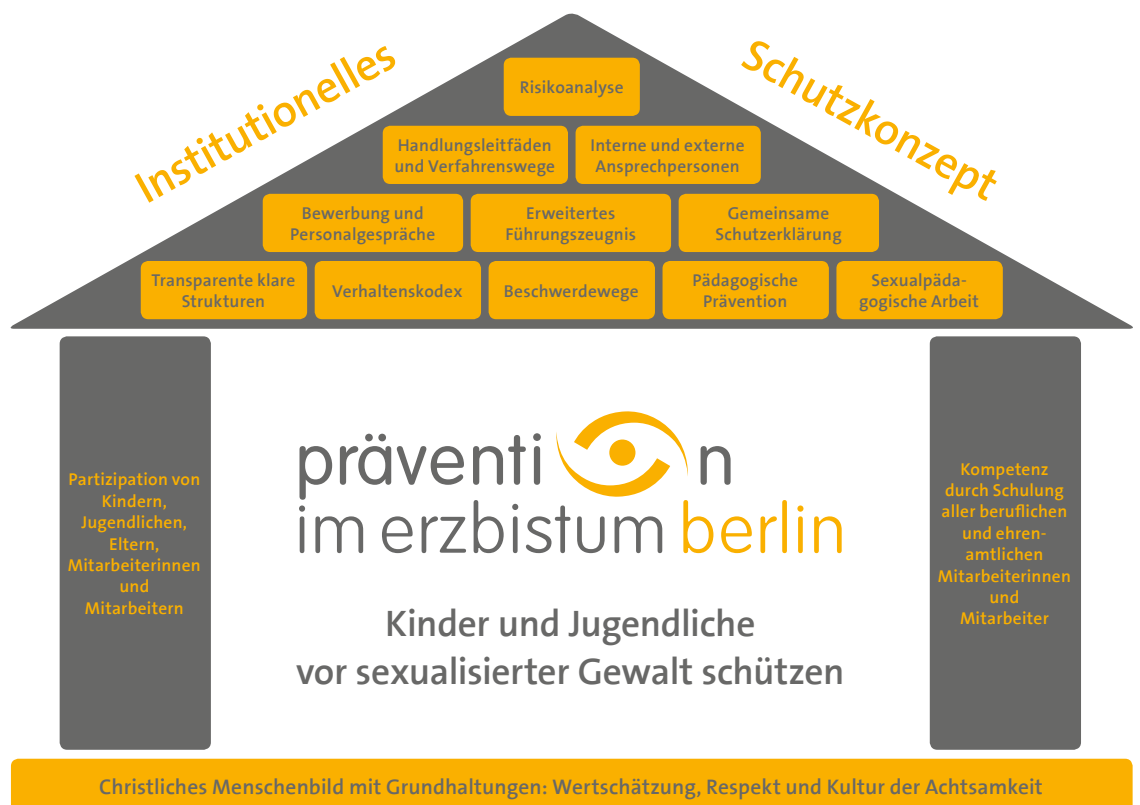 Institutionelles
Schutzkonzept
Risikoanalyse
Handlungsleitfäden
und Verfahrenswege
Interne und externe
Ansprechpersonen
Bewerbung und
Personalgespräche
Erweitertes
Führungszeugnis
Gemeinsame
Schutzerklärung
Transparente klare
Strukturen
Verhaltenskodex
Beschwerdewege
Pädagogische
Prävention
Sexualpäda-
gogische Arbeit
Partizipation von
Kindern,
Jugendlichen,
Eltern,
Mitarbeiterinnen
und
Mitarbeitern
prävention
im erzbistum berlin
Kinder und Jugendliche
vor sexualisierter Gewalt schützen
Kompetenz
durch Schulung
aller beruflichen
und ehren-
amtlichen
Mitarbeiterinnen
und
Mitarbeiter
Christliches Menschenbild mit Grundhaltungen: Wertschätzung, Respekt und Kultur der Achtsamkeit